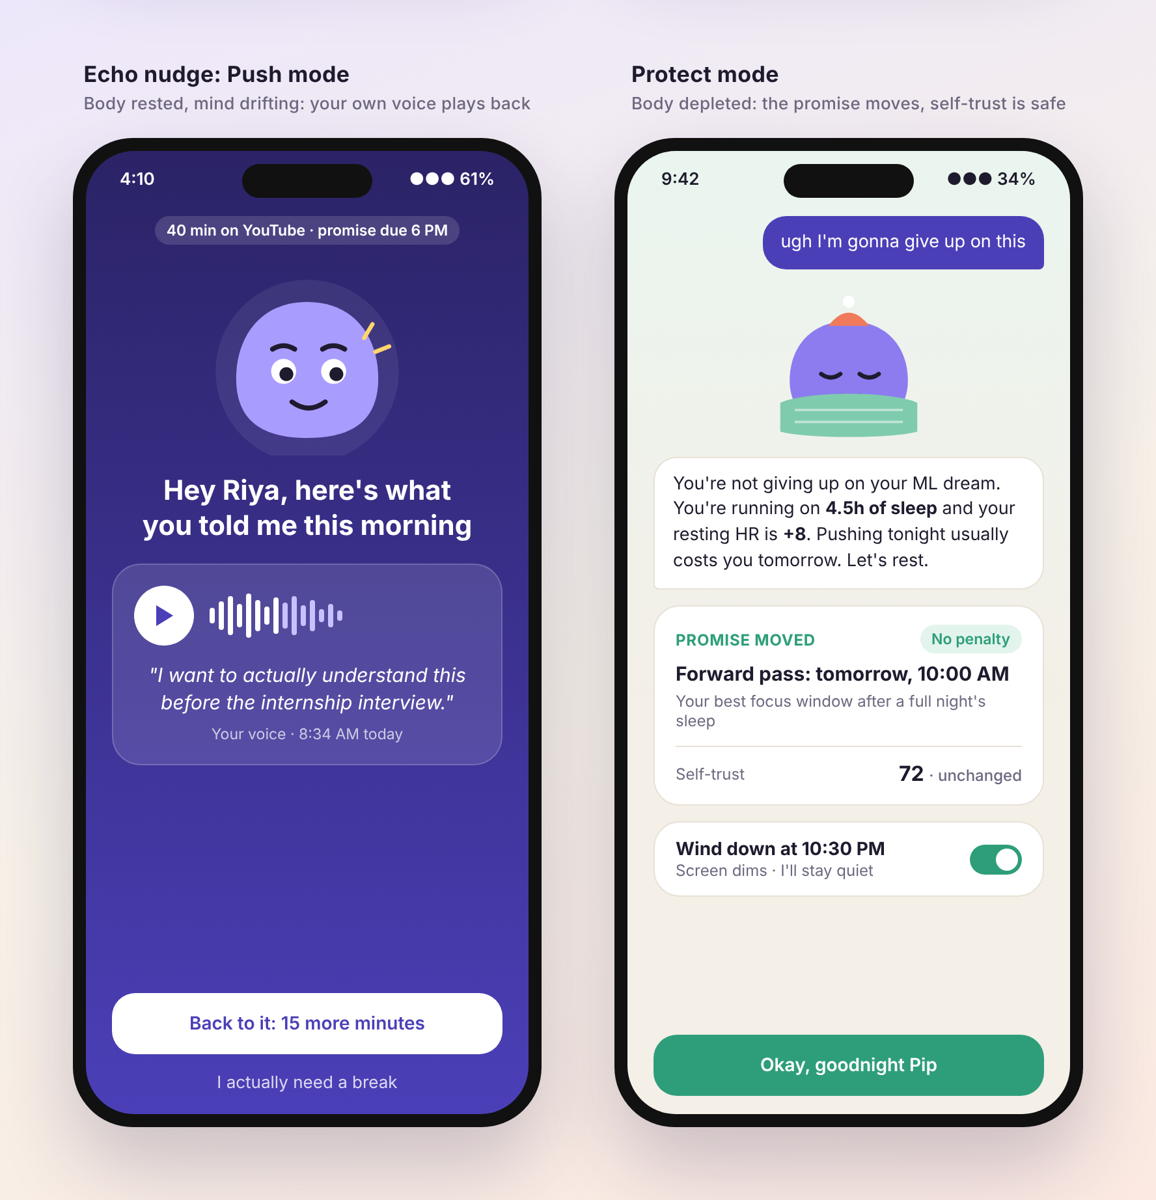 Echo nudge: Push mode
Body rested, mind drifting: your own voice plays back
4:10
61%
40 min on YouTube · promise due 6 PM
Hey Riya, here's what
you told me this morning
"I want to actually understand this
before the internship interview."
Your voice · 8:34 AM today
Back to it: 15 more minutes
I actually need a break
Protect mode
Body depleted: the promise moves, self-trust is safe
9:42
34%
ugh I'm gonna give up on this
You're not giving up on your ML dream.
You're running on 4.5h of sleep and your
resting HR is +8. Pushing tonight usually
costs you tomorrow. Let's rest.
PROMISE MOVED
No penalty
Forward pass: tomorrow, 10:00 AM
Your best focus window after a full night's
sleep
Self-trust
72 · unchanged
Wind down at 10:30 PM
Screen dims · I'll stay quiet
Okay, goodnight Pip